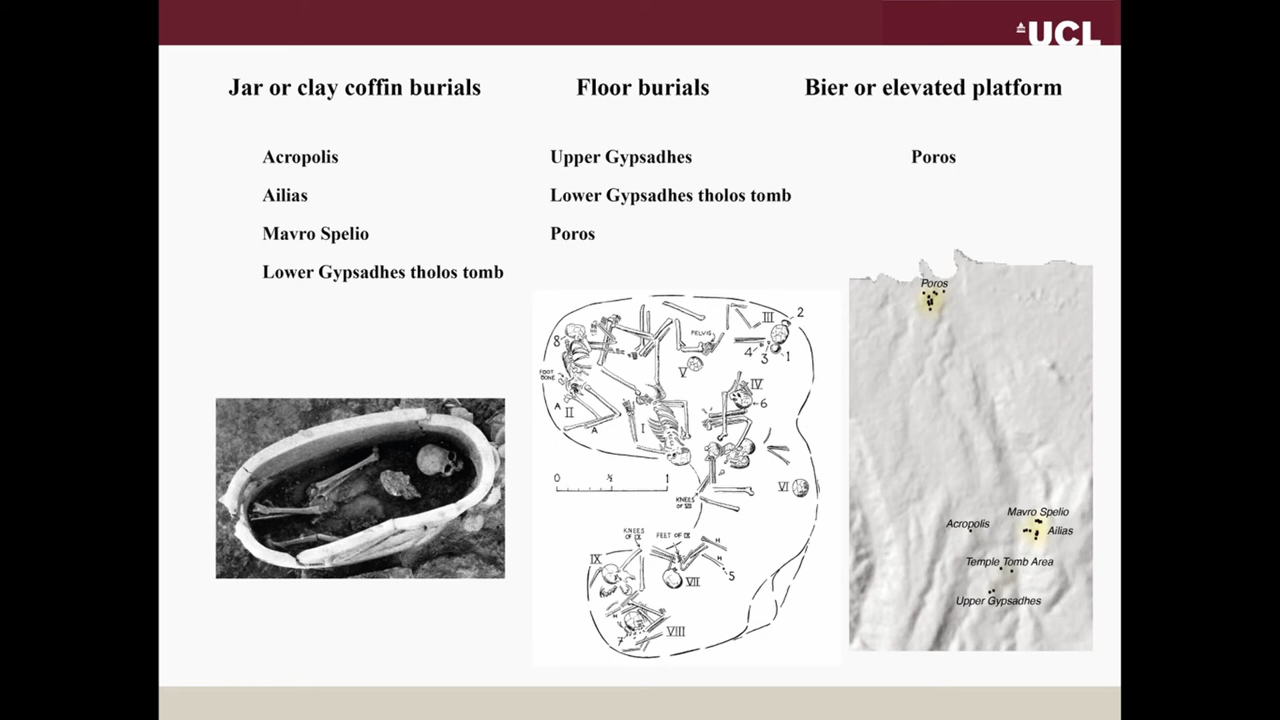 UCL
Jar or clay coffin burials
Floor burials
Bier or elevated platform
Acropolis
Ailias
Mavro Spelio
Lower Gypsadhes tholos tomb
Upper Gypsadhes
Lower Gypsadhes tholos tomb
Poros
Poros
8
FOOT
BONE
A
II
A
I
PELVIS
V
III
2
4
3
1
IV
6
0
½
1
KNEES
OF VII
VI
KNEES
OF IX
FEET OF IX
H
H
IX
VII
5
7
VIII
Poros
Mavro Spelio
Acropolis
Ailias
Temple Tomb Area
Upper Gypsadhes